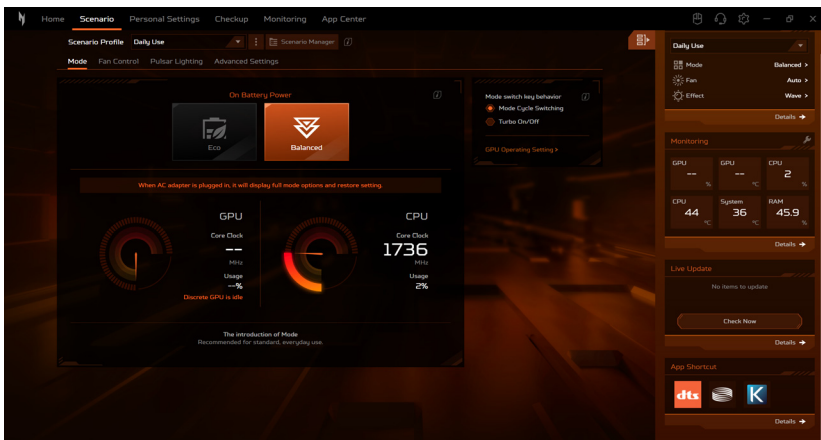 Home Scenario Personal Settings Checkup Monitoring App Center
Scenario Profile Daily Use Scenario Manager
Mode Fan Control Pulsar Lighting Advanced Settings
On Battery Power
Eco
Balanced
When AC adapter is plugged in, it will display full mode options and restore setting.
GPU
Core Clock
--
MHz
Usage
--%
Discrete GPU is idle
CPU
Core Clock
1736
MHz
Usage
2%
The introduction of Mode
Recommended for standard, everyday use.
Mode switch key behavior
Mode Cycle Switching
Turbo On/Off
GPU Operating Setting
Daily Use
Mode Balanced >
Fan Auto >
Effect Wave >
Details →
Monitoring
GPU
--
%
GPU
--
°C
CPU
2
%
CPU
44
°C
System
36
°C
RAM
45.9
%
Details →
Live Update
No items to update
Check Now
Details →
App Shortcut
dts
K
Details →